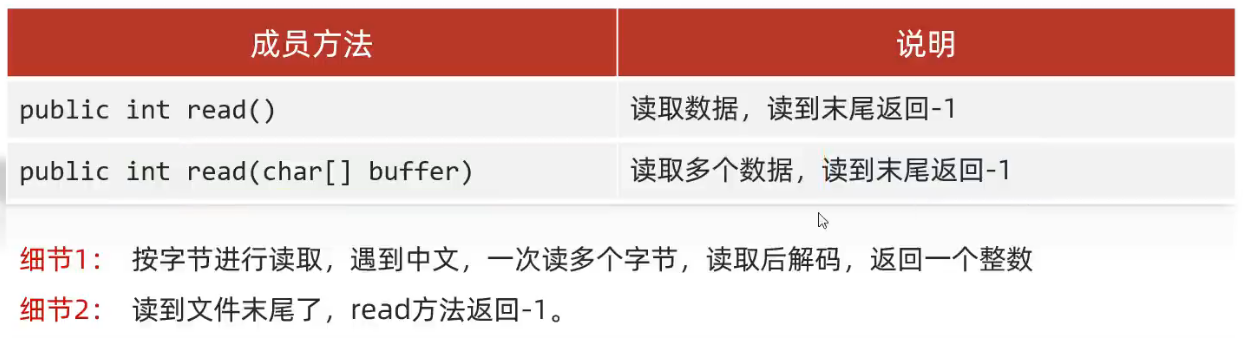 成员方法 说明
public int read() 读取数据，读到末尾返回-1
public int read(char[] buffer) 读取多个数据，读到末尾返回-1
细节1： 按字节进行读取，遇到中文，一次读多个字节，读取后解码，返回一个整数
细节2： 读到文件末尾了，read方法返回-1。